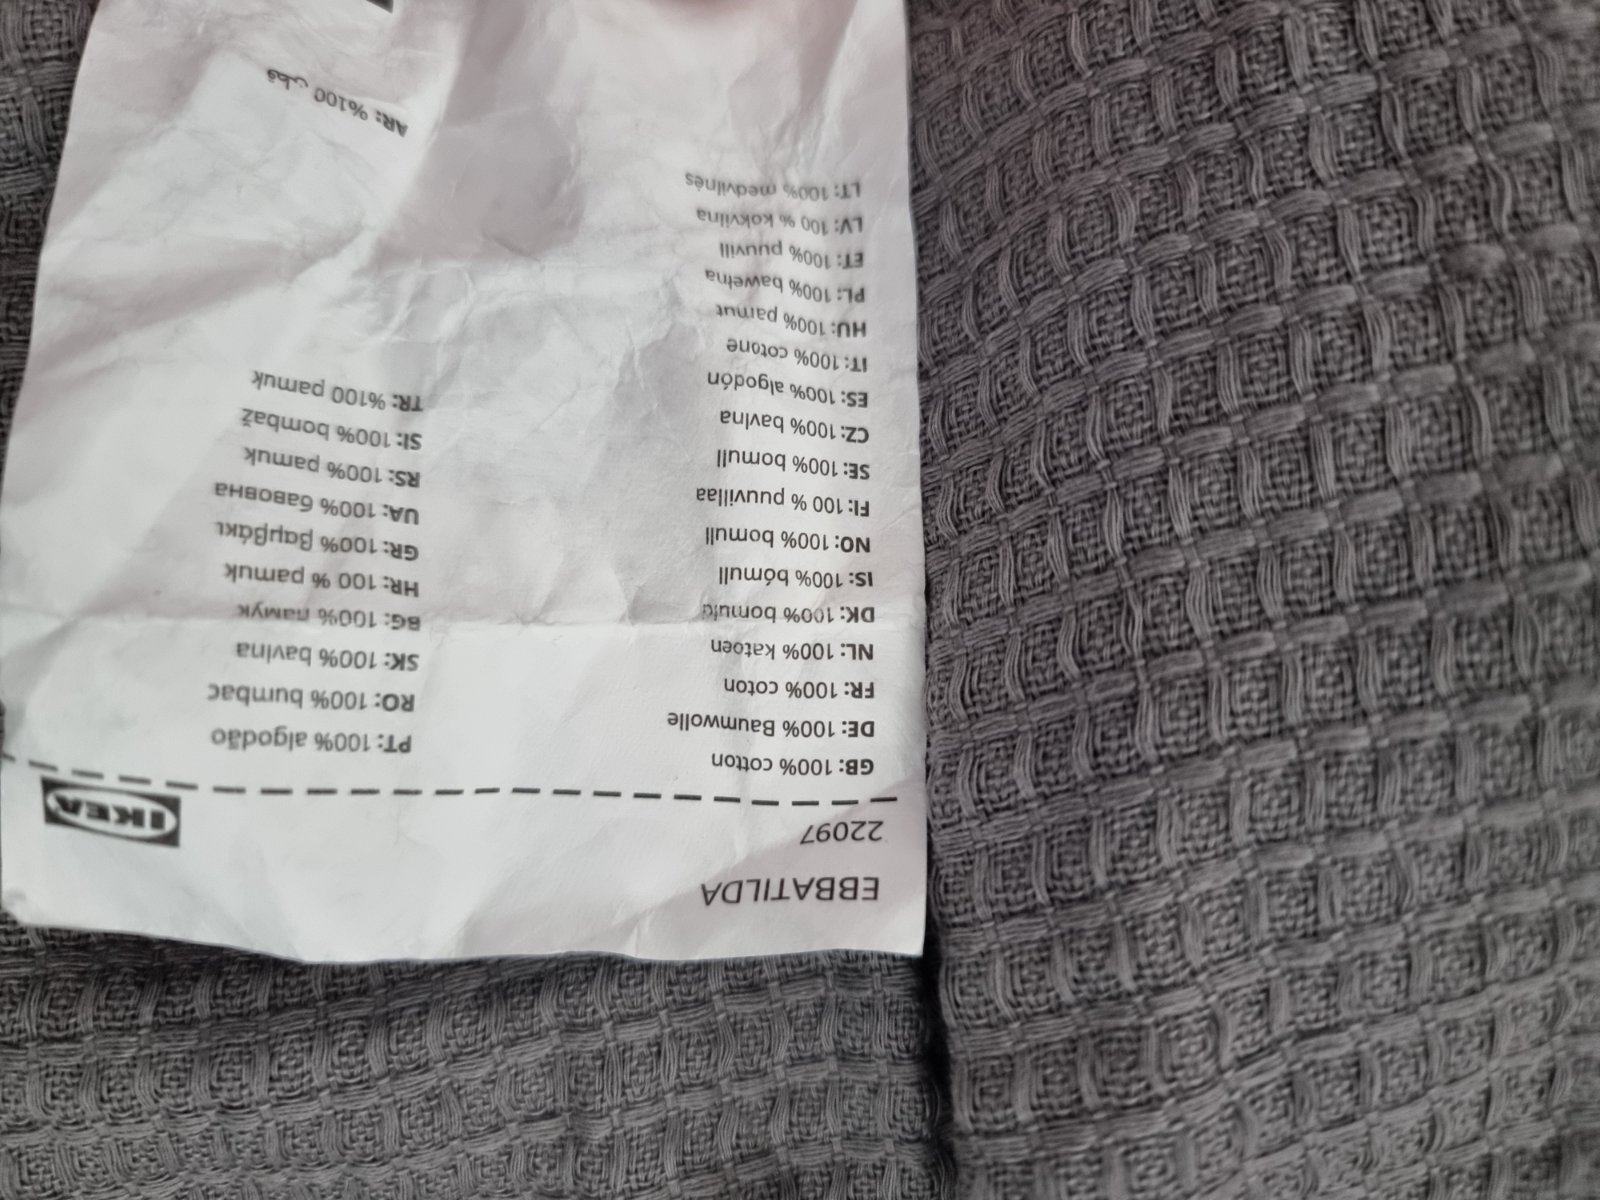 EBBATILDA
22097
IKEA
GB: 100% cotton
DE: 100% Baumwolle
FR: 100% coton
NL: 100% katoen
DK: 100% bomuld
IS: 100% bómull
NO: 100% bomull
FI: 100 % puuvillaa
SE: 100% bomull
CZ: 100% bavlna
ES: 100% algodón
IT: 100% cotone
HU: 100% pamut
PL: 100% bawełna
ET: 100% puuvill
LV: 100 % kokvilna
LT: 100% medvilnės
PT: 100% algodão
RO: 100% bumbac
SK: 100% bavlna
BG: 100% памук
HR: 100 % pamuk
GR: 100% βαμβάκι
UA: 100% бавовна
RS: 100% pamuk
SI: 100% bombaž
TR: %100 pamuk
AR: %100 قطن